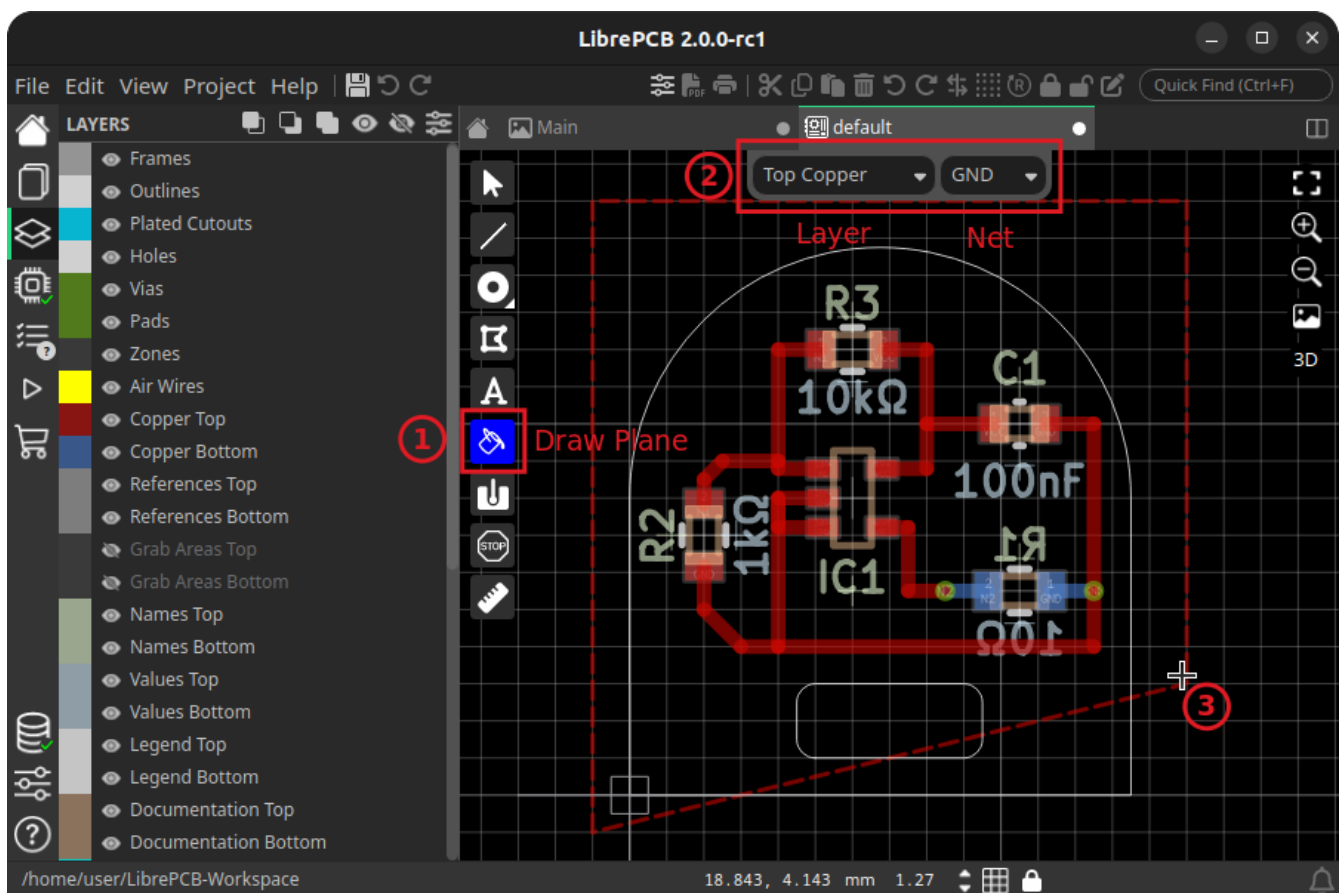 LibrePCB 2.0.0-rc1
File Edit View Project Help
PDF
Quick Find (Ctrl+F)
LAYERS
Main
default
Frames
Outlines
Plated Cutouts
Holes
Vias
Pads
Zones
Air Wires
Copper Top
Copper Bottom
References Top
References Bottom
Grab Areas Top
Grab Areas Bottom
Names Top
Names Bottom
Values Top
Values Bottom
Legend Top
Legend Bottom
Documentation Top
Documentation Bottom
2
Top Copper
GND
Layer
Net
1
Draw Plane
STOP
3D
R3
10kΩ
C1
100nF
R2
1kΩ
IC1
R1
GND
10Ω
3
/home/user/LibrePCB-Workspace
18.843, 4.143 mm 1.27